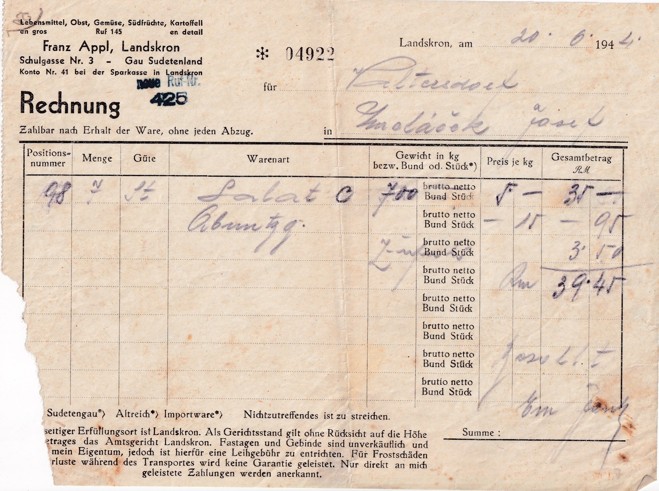 Lebensmittel, Obst, Gemüse, Südfrüchte, Kartoffell
en gros Ruf 145 en detail
Franz Appl, Landskron
Schulgasse Nr. 3 – Gau Sudetenland
Konto Nr. 41 bei der Sparkasse in Landskron
neue Ruf-Nr.
425
* 04922
Landskron, am 20. 6. 1944.
für
Rechnung
Zahlbar nach Erhalt der Ware, ohne jeden Abzug.
in Josef
Positions-nummer Menge Güte Warenart Gewicht in kg bezw. Bund od. Stück*) Preis je kg Gesamtbetrag RM
98 7 St Salat 700 brutto netto Bund Stück 5 – 35 –
brutto netto Bund Stück – 15 – 95
brutto netto Bund Stück 3.50
brutto netto Bund Stück Rm 39.45
brutto netto Bund Stück
brutto netto Bund Stück
brutto netto Bund Stück
Sudetengau*) Altreich*) Importware*) Nichtzutreffendes ist zu streichen.
seitiger Erfüllungsort ist Landskron. Als Gerichtsstand gilt ohne Rücksicht auf die Höhe
etrages das Amtsgericht Landskron. Fastagen und Gebinde sind unverkäuflich und
mein Eigentum, jedoch ist hierfür eine Leihgebühr zu entrichten. Für Frostschäden
rluste während des Transportes wird keine Garantie geleistet. Nur direkt an mich
geleistete Zahlungen werden anerkannt.
Summe :